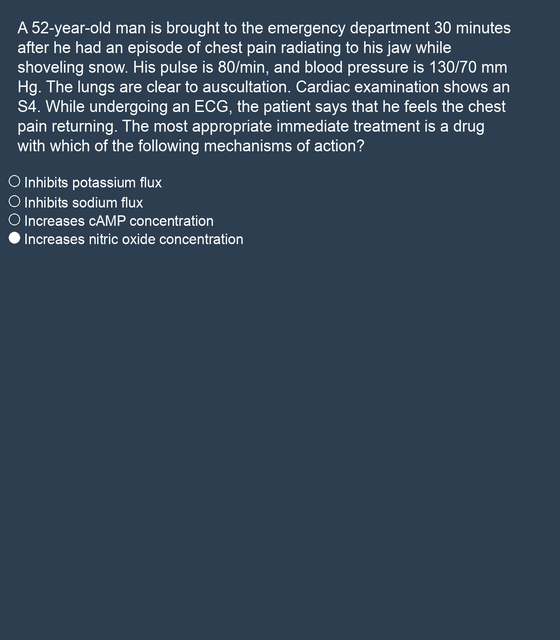 A 52-year-old man is brought to the emergency department 30 minutes
after he had an episode of chest pain radiating to his jaw while
shoveling snow. His pulse is 80/min, and blood pressure is 130/70 mm
Hg. The lungs are clear to auscultation. Cardiac examination shows an
S4. While undergoing an ECG, the patient says that he feels the chest
pain returning. The most appropriate immediate treatment is a drug
with which of the following mechanisms of action?
Inhibits potassium flux
Inhibits sodium flux
Increases cAMP concentration
Increases nitric oxide concentration